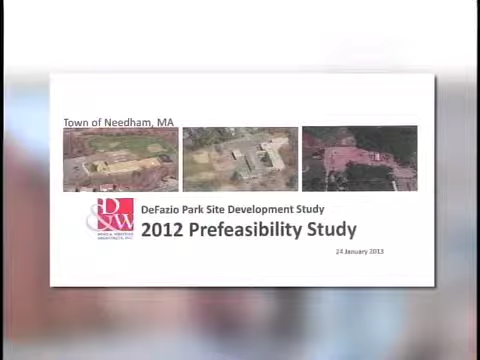 Town of Needham, MA
D
&W
DeFazio Park Site Development Study
2012 Prefeasibility Study
24 January 2013